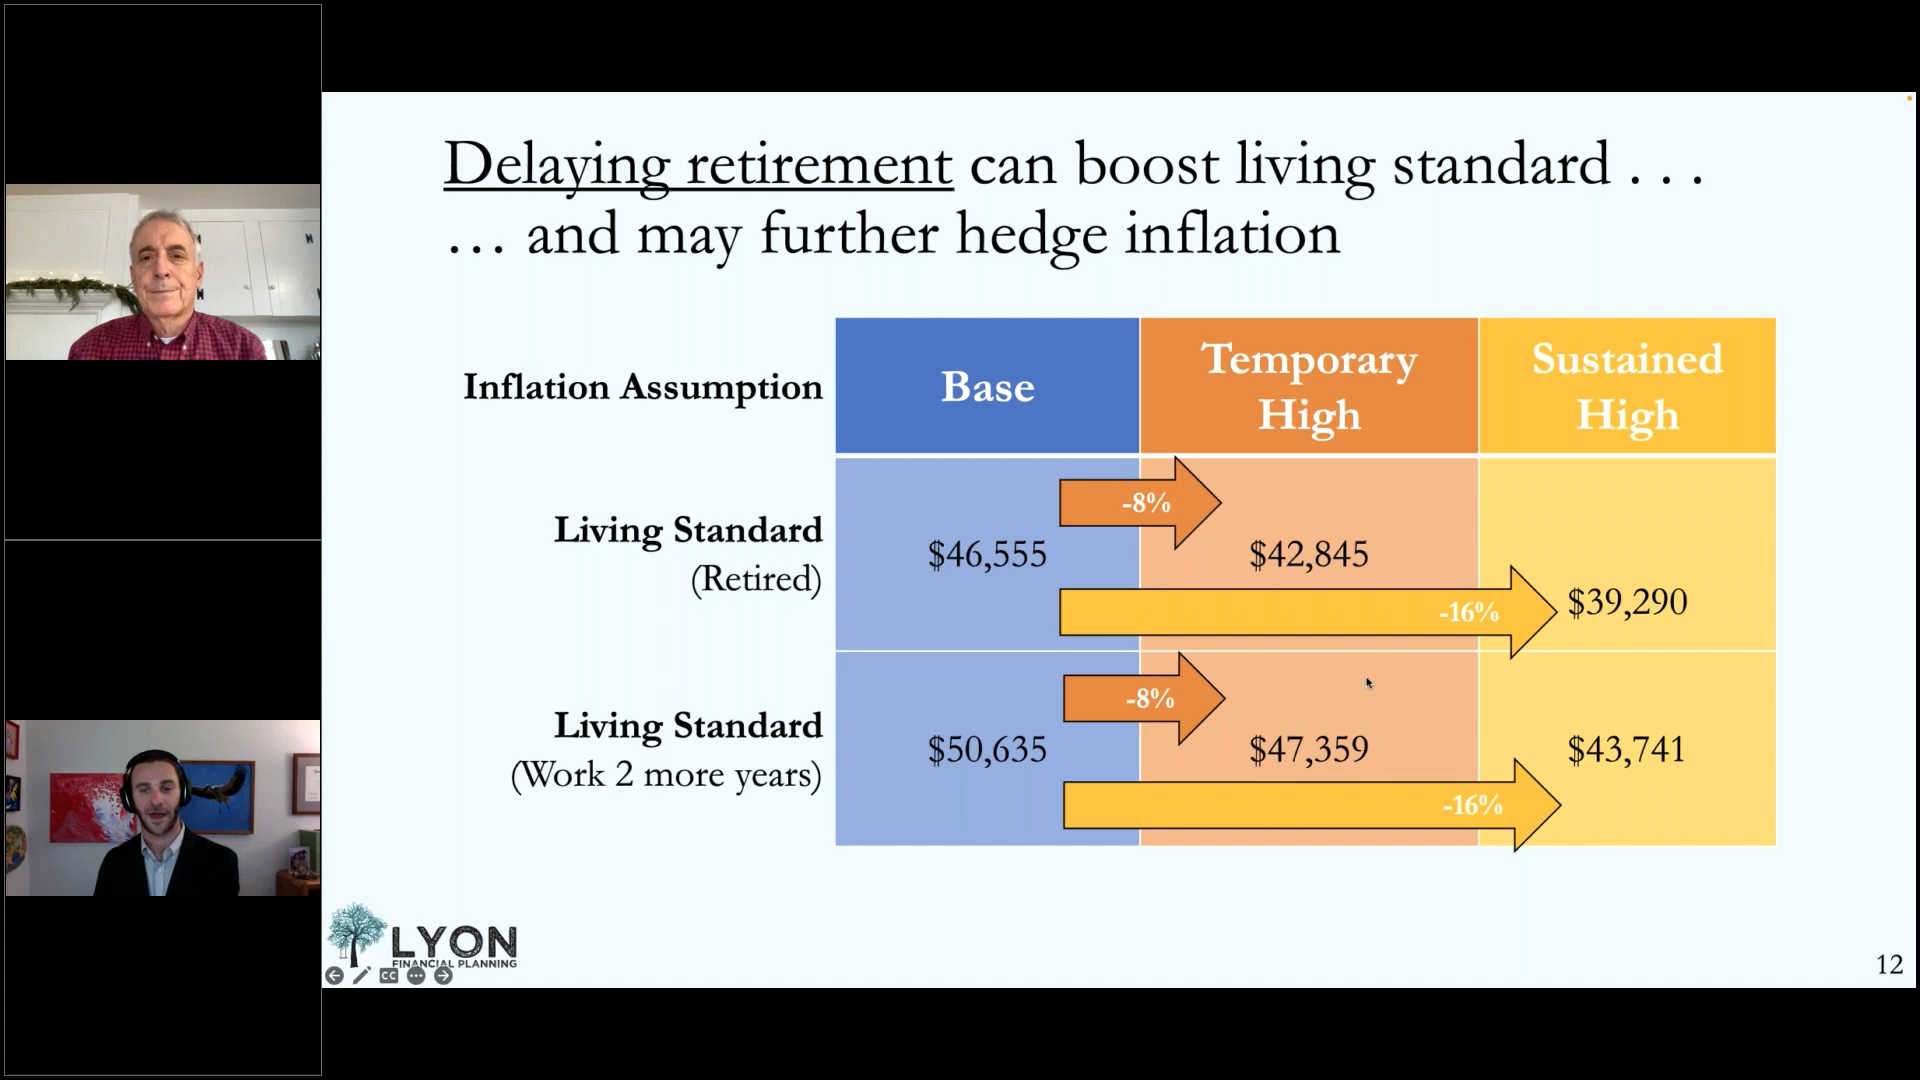 Delaying retirement can boost living standard . . .
… and may further hedge inflation
Inflation Assumption
Base
Temporary
High
Sustained
High
Living Standard
(Retired)
$46,555
-8%
$42,845
-16%
$39,290
Living Standard
(Work 2 more years)
$50,635
-8%
$47,359
-16%
$43,741
LYON
FINANCIAL PLANNING
CC
12